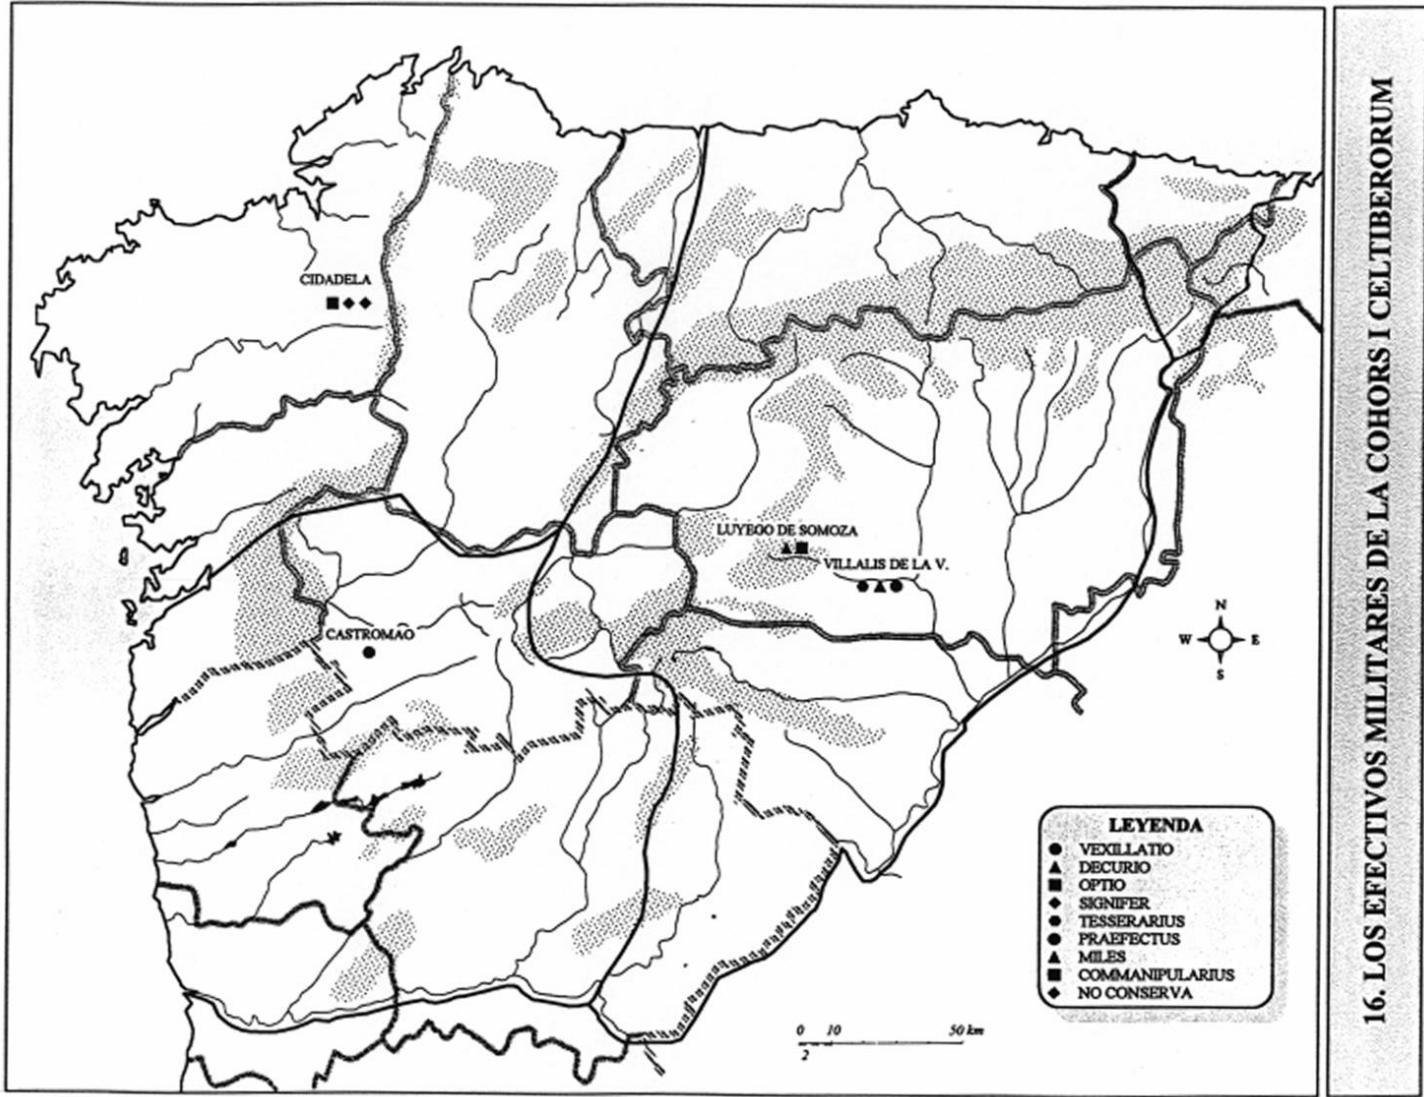 CIDADELA
LUYEGO DE SOMOZA
VILLALIS DE LA V.
CASTROMAO
N
W E
S
LEYENDA
VEXILLATIO
DECURIO
OPTIO
SIGNIFER
TESSERARIUS
PRAEFECTUS
MILES
COMMANIPULARIUS
NO CONSERVA
0 10 50 km
2
16. LOS EFECTIVOS MILITARES DE LA COHORS I CELTIBERORUM